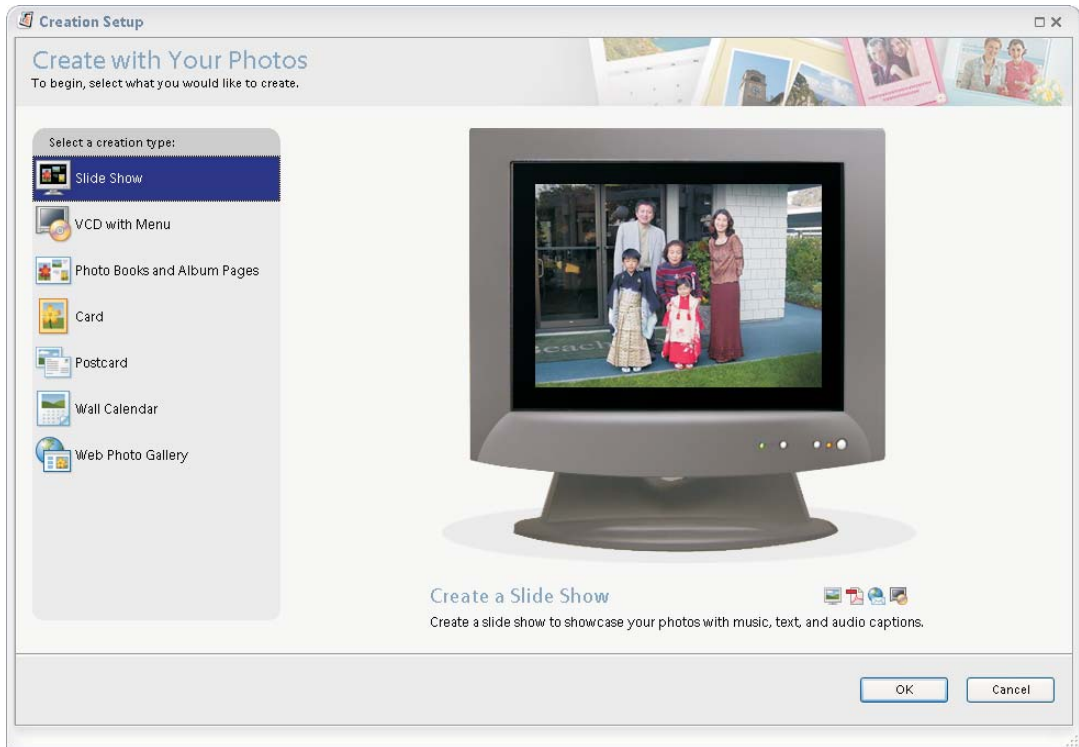 Creation Setup
Create with Your Photos
To begin, select what you would like to create.
Select a creation type:
Slide Show
VCD with Menu
Photo Books and Album Pages
Card
Postcard
Wall Calendar
Web Photo Gallery
Beach
Create a Slide Show
Create a slide show to showcase your photos with music, text, and audio captions.
OK
Cancel